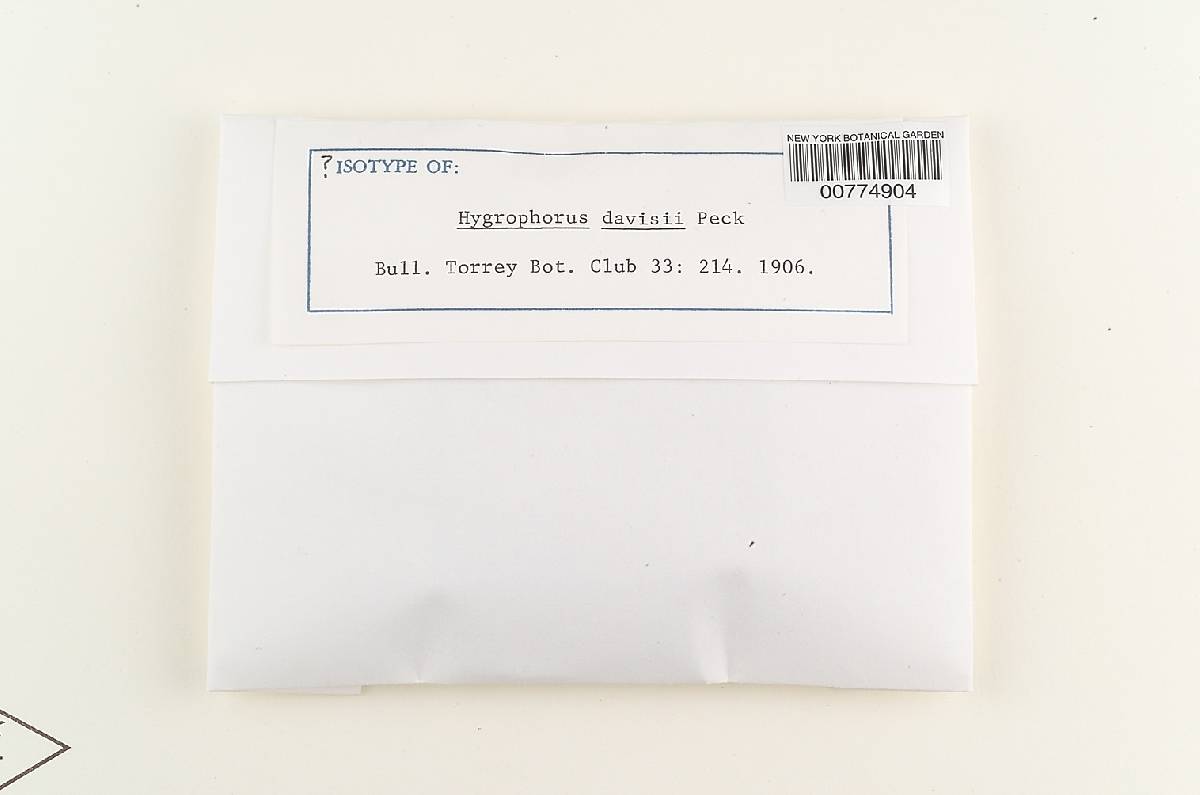 NEW YORK BOTANICAL GARDEN
00774904
? ISOTYPE OF:
Hygrophorus davisii Peck
Bull. Torrey Bot. Club 33: 214. 1906.